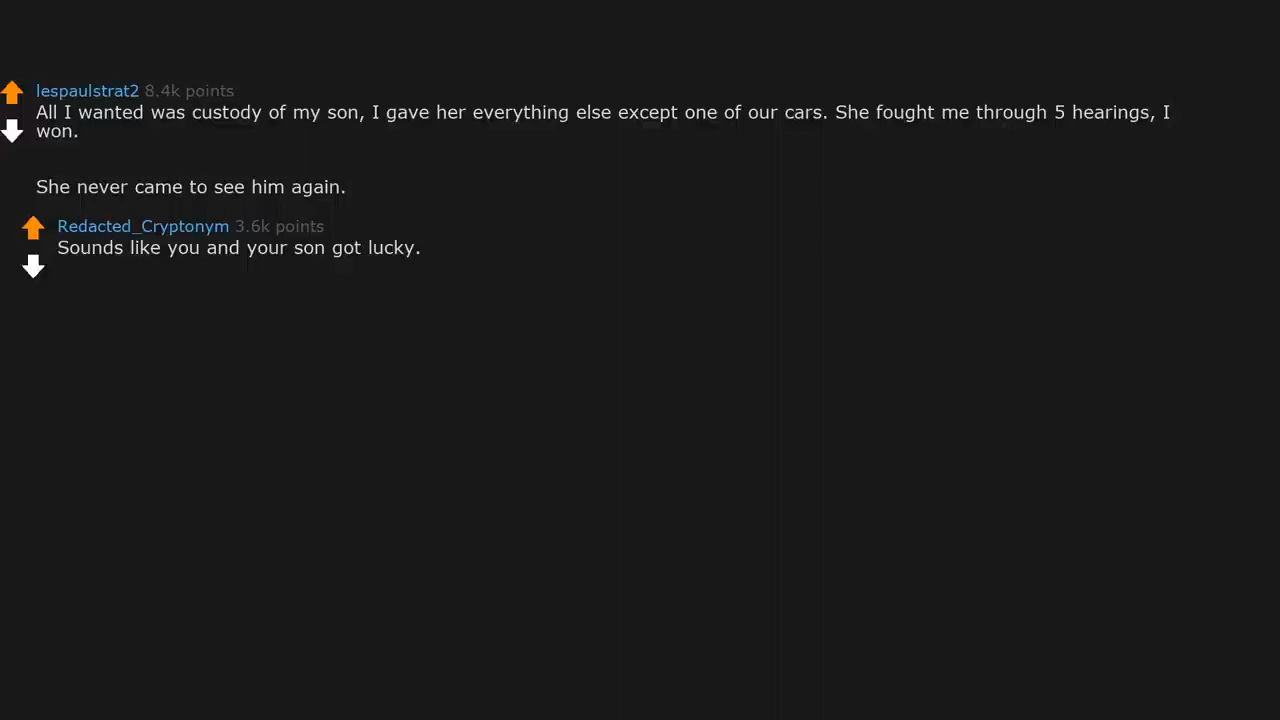 lespaulstrat2 8.4k points
All I wanted was custody of my son, I gave her everything else except one of our cars. She fought me through 5 hearings, I
won.
She never came to see him again.
Redacted_Cryptonym 3.6k points
Sounds like you and your son got lucky.